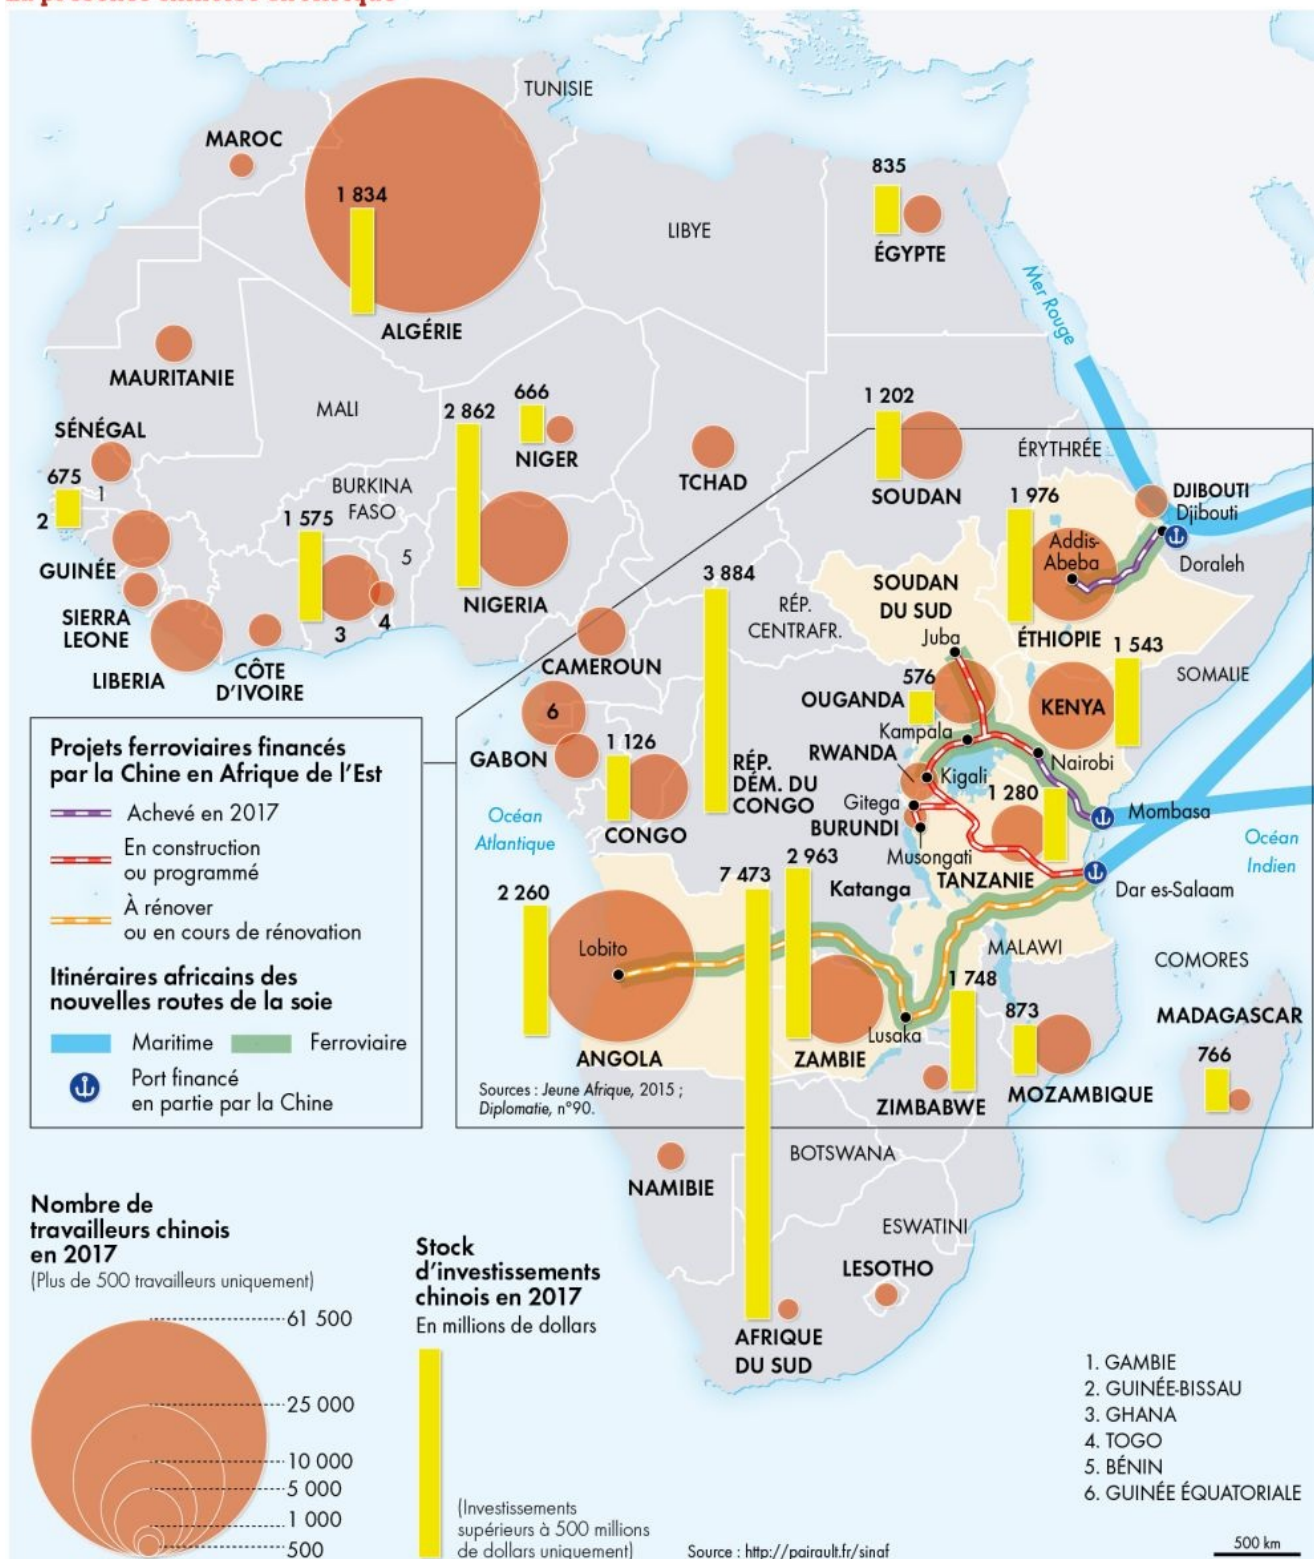 TUNISIE
MAROC
1 834
ALGÉRIE
LIBYE
835
ÉGYPTE
Mer Rouge
MAURITANIE
MALI
SÉNÉGAL
675
1
2
GUINÉE
SIERRA
LEONE
LIBERIA
CÔTE
D'IVOIRE
BURKINA
FASO
1 575
3
4
5
2 862
NIGERIA
666
NIGER
TCHAD
1 202
SOUDAN
ÉRYTHRÉE
DJIBOUTI
Djibouti
Doraleh
1 976
Addis-
Abeba
ÉTHIOPIE
SOUDAN
DU SUD
Juba
RÉP.
CENTRAFR.
3 884
RÉP.
DÉM. DU
CONGO
CAMEROUN
6
GABON
1 126
CONGO
Océan
Atlantique
576
OUGANDA
Kampala
RWANDA
Kigali
Gitega
BURUNDI
Musongati
KENYA
1 543
Nairobi
SOMALIE
Mombasa
Océan
Indien
1 280
TANZANIE
Dar es-Salaam
Katanga
2 260
Lobito
ANGOLA
7 473
2 963
ZAMBIE
Lusaka
MALAWI
1 748
ZIMBABWE
873
MOZAMBIQUE
COMORES
MADAGASCAR
766
Sources : Jeune Afrique, 2015 ;
Diplomatie, n°90.
NAMIBIE
BOTSWANA
ESWATINI
LESOTHO
AFRIQUE
DU SUD
Projets ferroviaires financés
par la Chine en Afrique de l'Est
Achevé en 2017
En construction
ou programmé
À rénover
ou en cours de rénovation
Itinéraires africains des
nouvelles routes de la soie
Maritime Ferroviaire
Port financé
en partie par la Chine
Nombre de
travailleurs chinois
en 2017
(Plus de 500 travailleurs uniquement)
61 500
25 000
10 000
5 000
1 000
500
Stock
d'investissements
chinois en 2017
En millions de dollars
(Investissements
supérieurs à 500 millions
de dollars uniquement)
Source : http://pairault.fr/sinaf
1. GAMBIE
2. GUINÉE-BISSAU
3. GHANA
4. TOGO
5. BÉNIN
6. GUINÉE ÉQUATORIALE
500 km